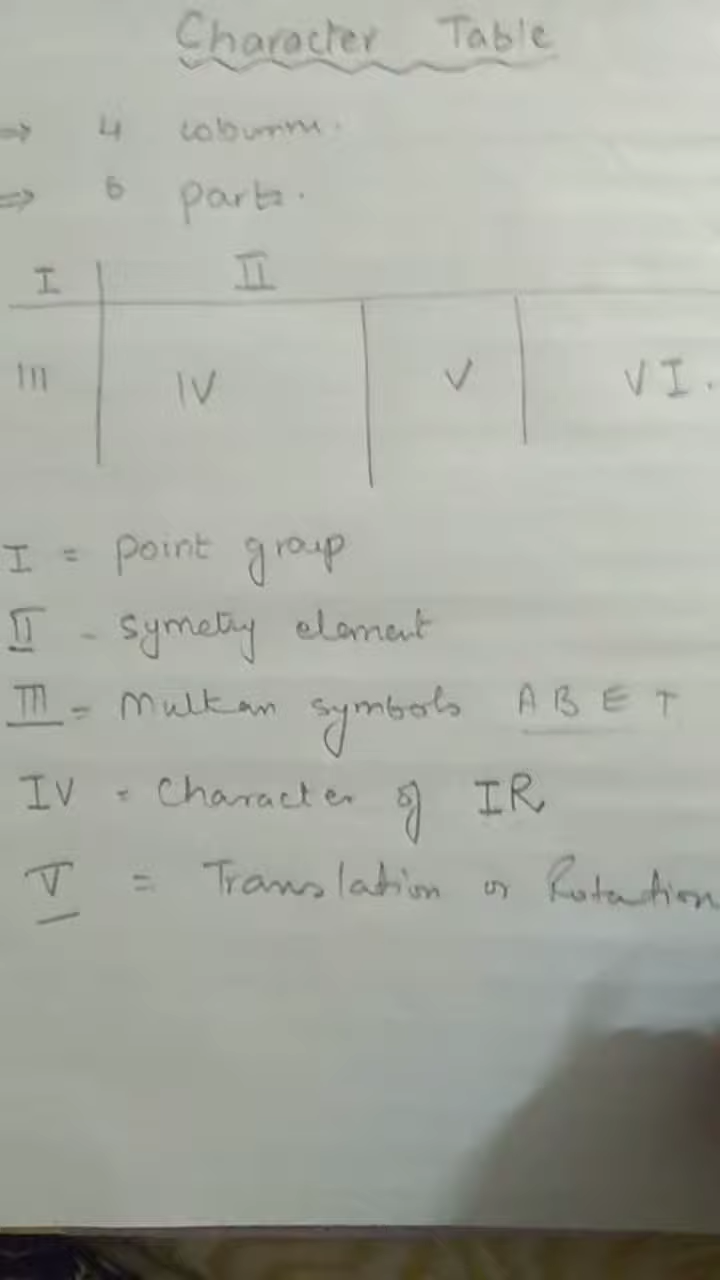 Character Table
⇒ 4 columns.
⇒ 6 parts.
I II
III IV V VI.
I = point group
II - symetry element
III = Mulkan symbols A B E T
IV = Character of IR
V = Translation or Rotation